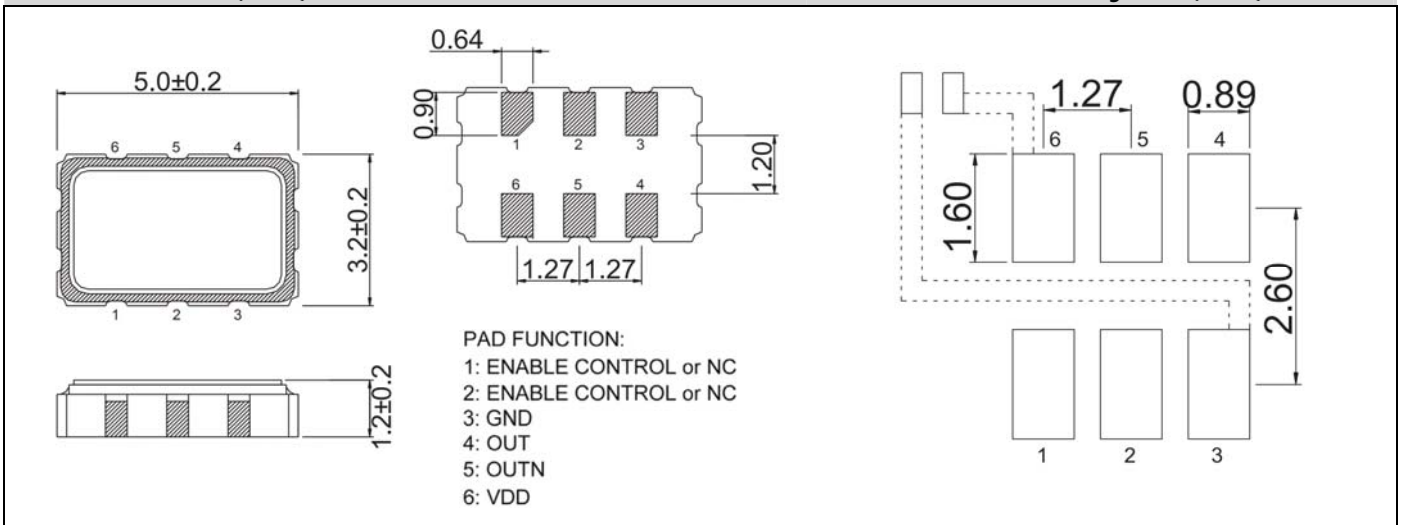 5.0±0.2
6 5 4
3.2±0.2
1 2 3
1.2±0.2
0.64
0.90
1 2 3
1.20
6 5 4
1.27 1.27
PAD FUNCTION:
1: ENABLE CONTROL or NC
2: ENABLE CONTROL or NC
3: GND
4: OUT
5: OUTN
6: VDD
1.27 0.89
6 5 4
1.60
2.60
1 2 3